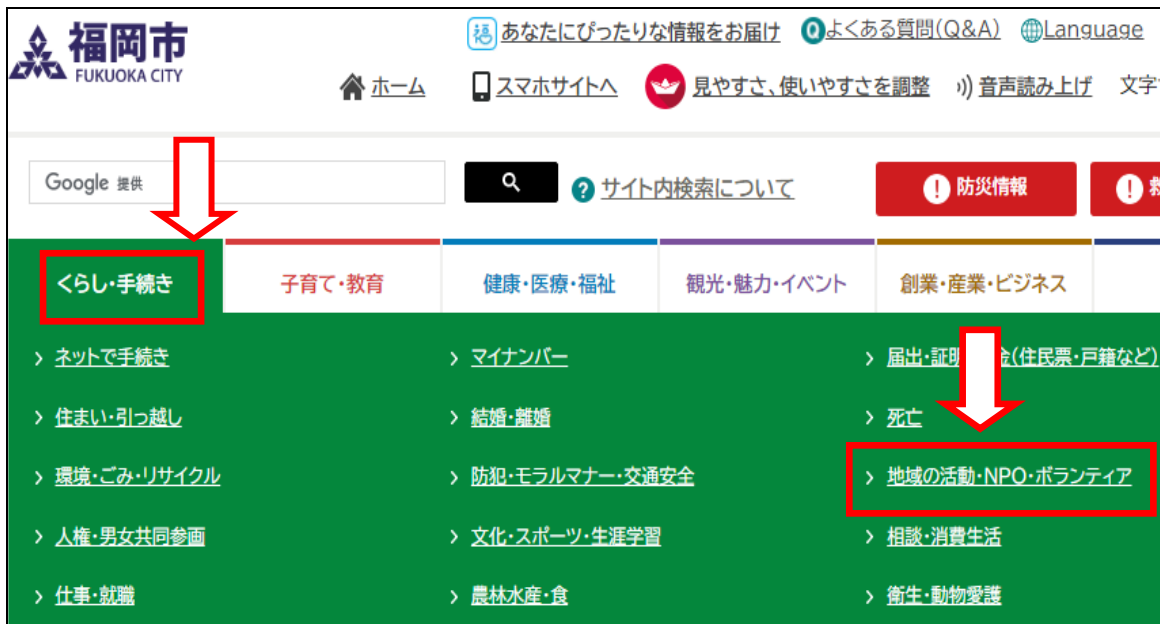 福岡市
FUKUOKA CITY
福 あなたにぴったりな情報をお届け Qよくある質問(Q&A) Language
ホーム スマホサイトへ 見やすさ、使いやすさを調整 音声読み上げ 文字
Google 提供 ? サイト内検索について ! 防災情報 !
くらし・手続き 子育て・教育 健康・医療・福祉 観光・魅力・イベント 創業・産業・ビジネス
> ネットで手続き > マイナンバー > 届出・証明 金(住民票・戸籍など)
> 住まい・引っ越し > 結婚・離婚 > 死亡
> 環境・ごみ・リサイクル > 防犯・モラルマナー・交通安全 > 地域の活動・NPO・ボランティア
> 人権・男女共同参画 > 文化・スポーツ・生涯学習 > 相談・消費生活
> 仕事・就職 > 農林水産・食 > 衛生・動物愛護